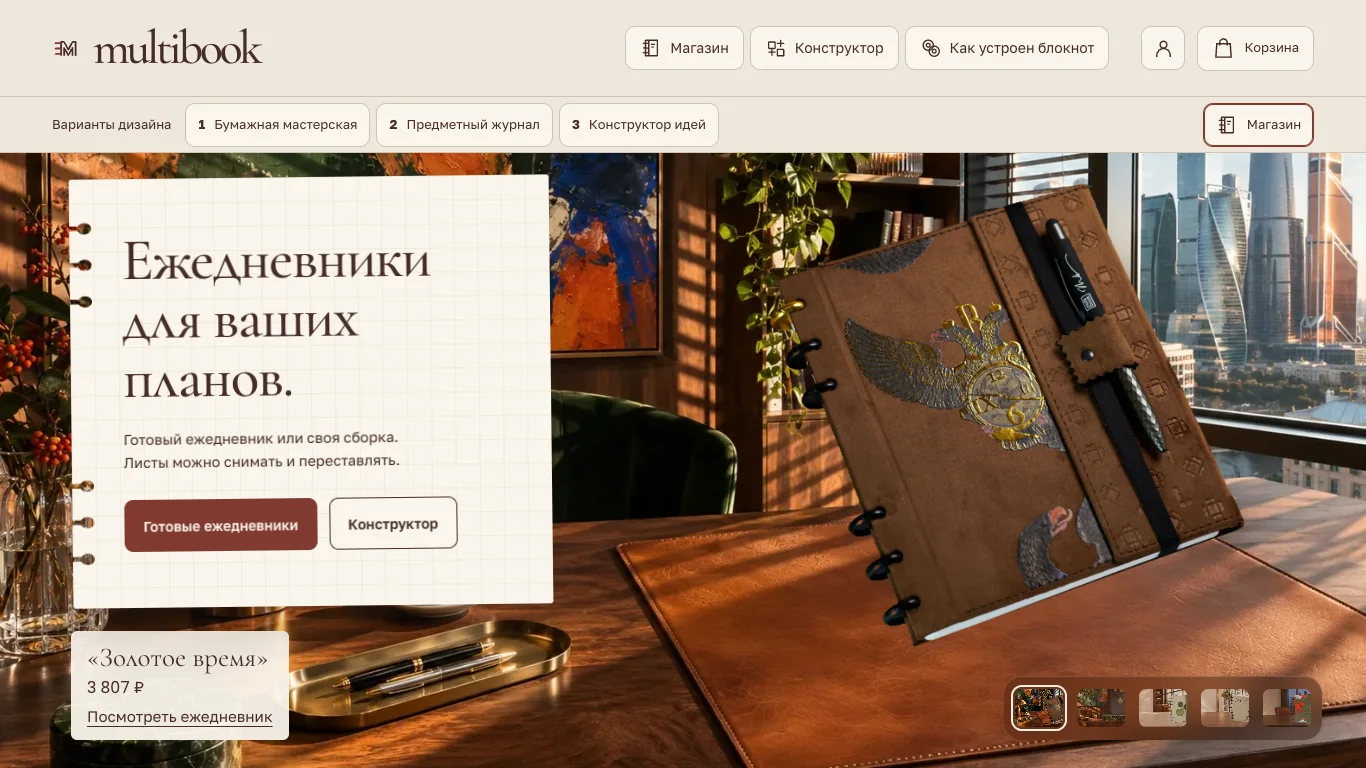 multibook
Магазин
Конструктор
Как устроен блокнот
Корзина
Варианты дизайна
1 Бумажная мастерская
2 Предметный журнал
3 Конструктор идей
Магазин
Ежедневники
для ваших
планов.
Готовый ежедневник или своя сборка.
Листы можно снимать и переставлять.
Готовые ежедневники
Конструктор
«Золотое время»
3 807 ₽
Посмотреть ежедневник